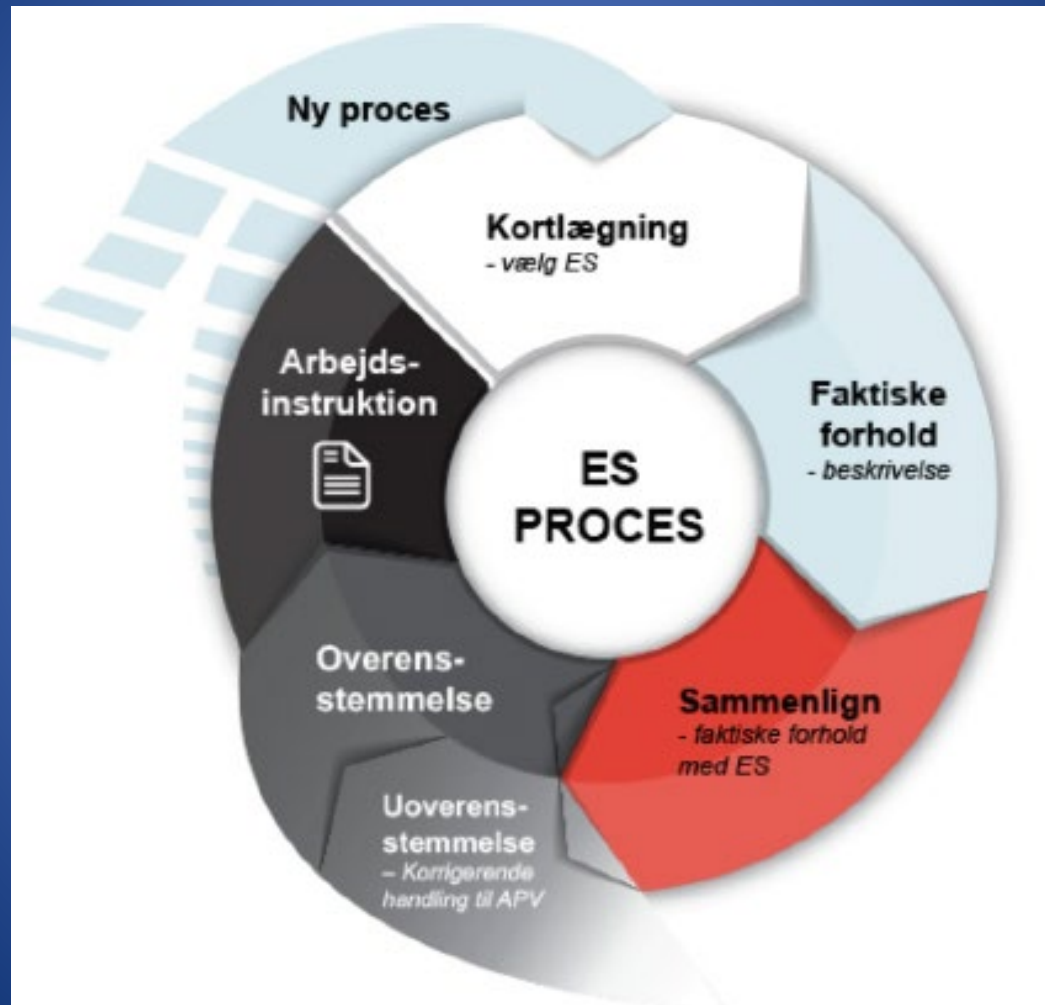 Ny proces
Kortlægning
- vælg ES
Faktiske
forhold
- beskrivelse
Sammenlign
- faktiske forhold
med ES
Uoverens-
stemmelse
– Korrigerende
handling til APV
Overens-
stemmelse
Arbejds-
instruktion
ES
PROCES